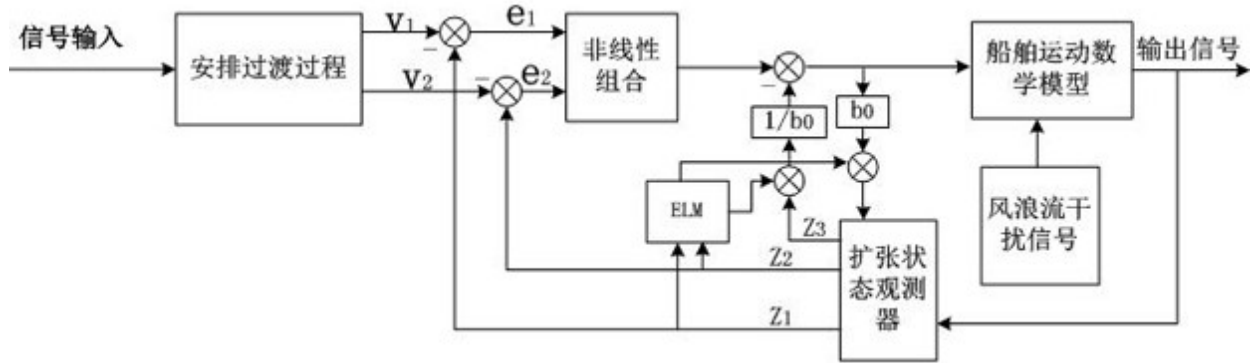 信号输入
安排过渡过程
v1
v2
−
−
e1
e2
非线性
组合
−
1/b0
b0
船舶运动数
学模型
输出信号
ELM
风浪流干
扰信号
Z3
Z2
Z1
扩张状
态观测
器